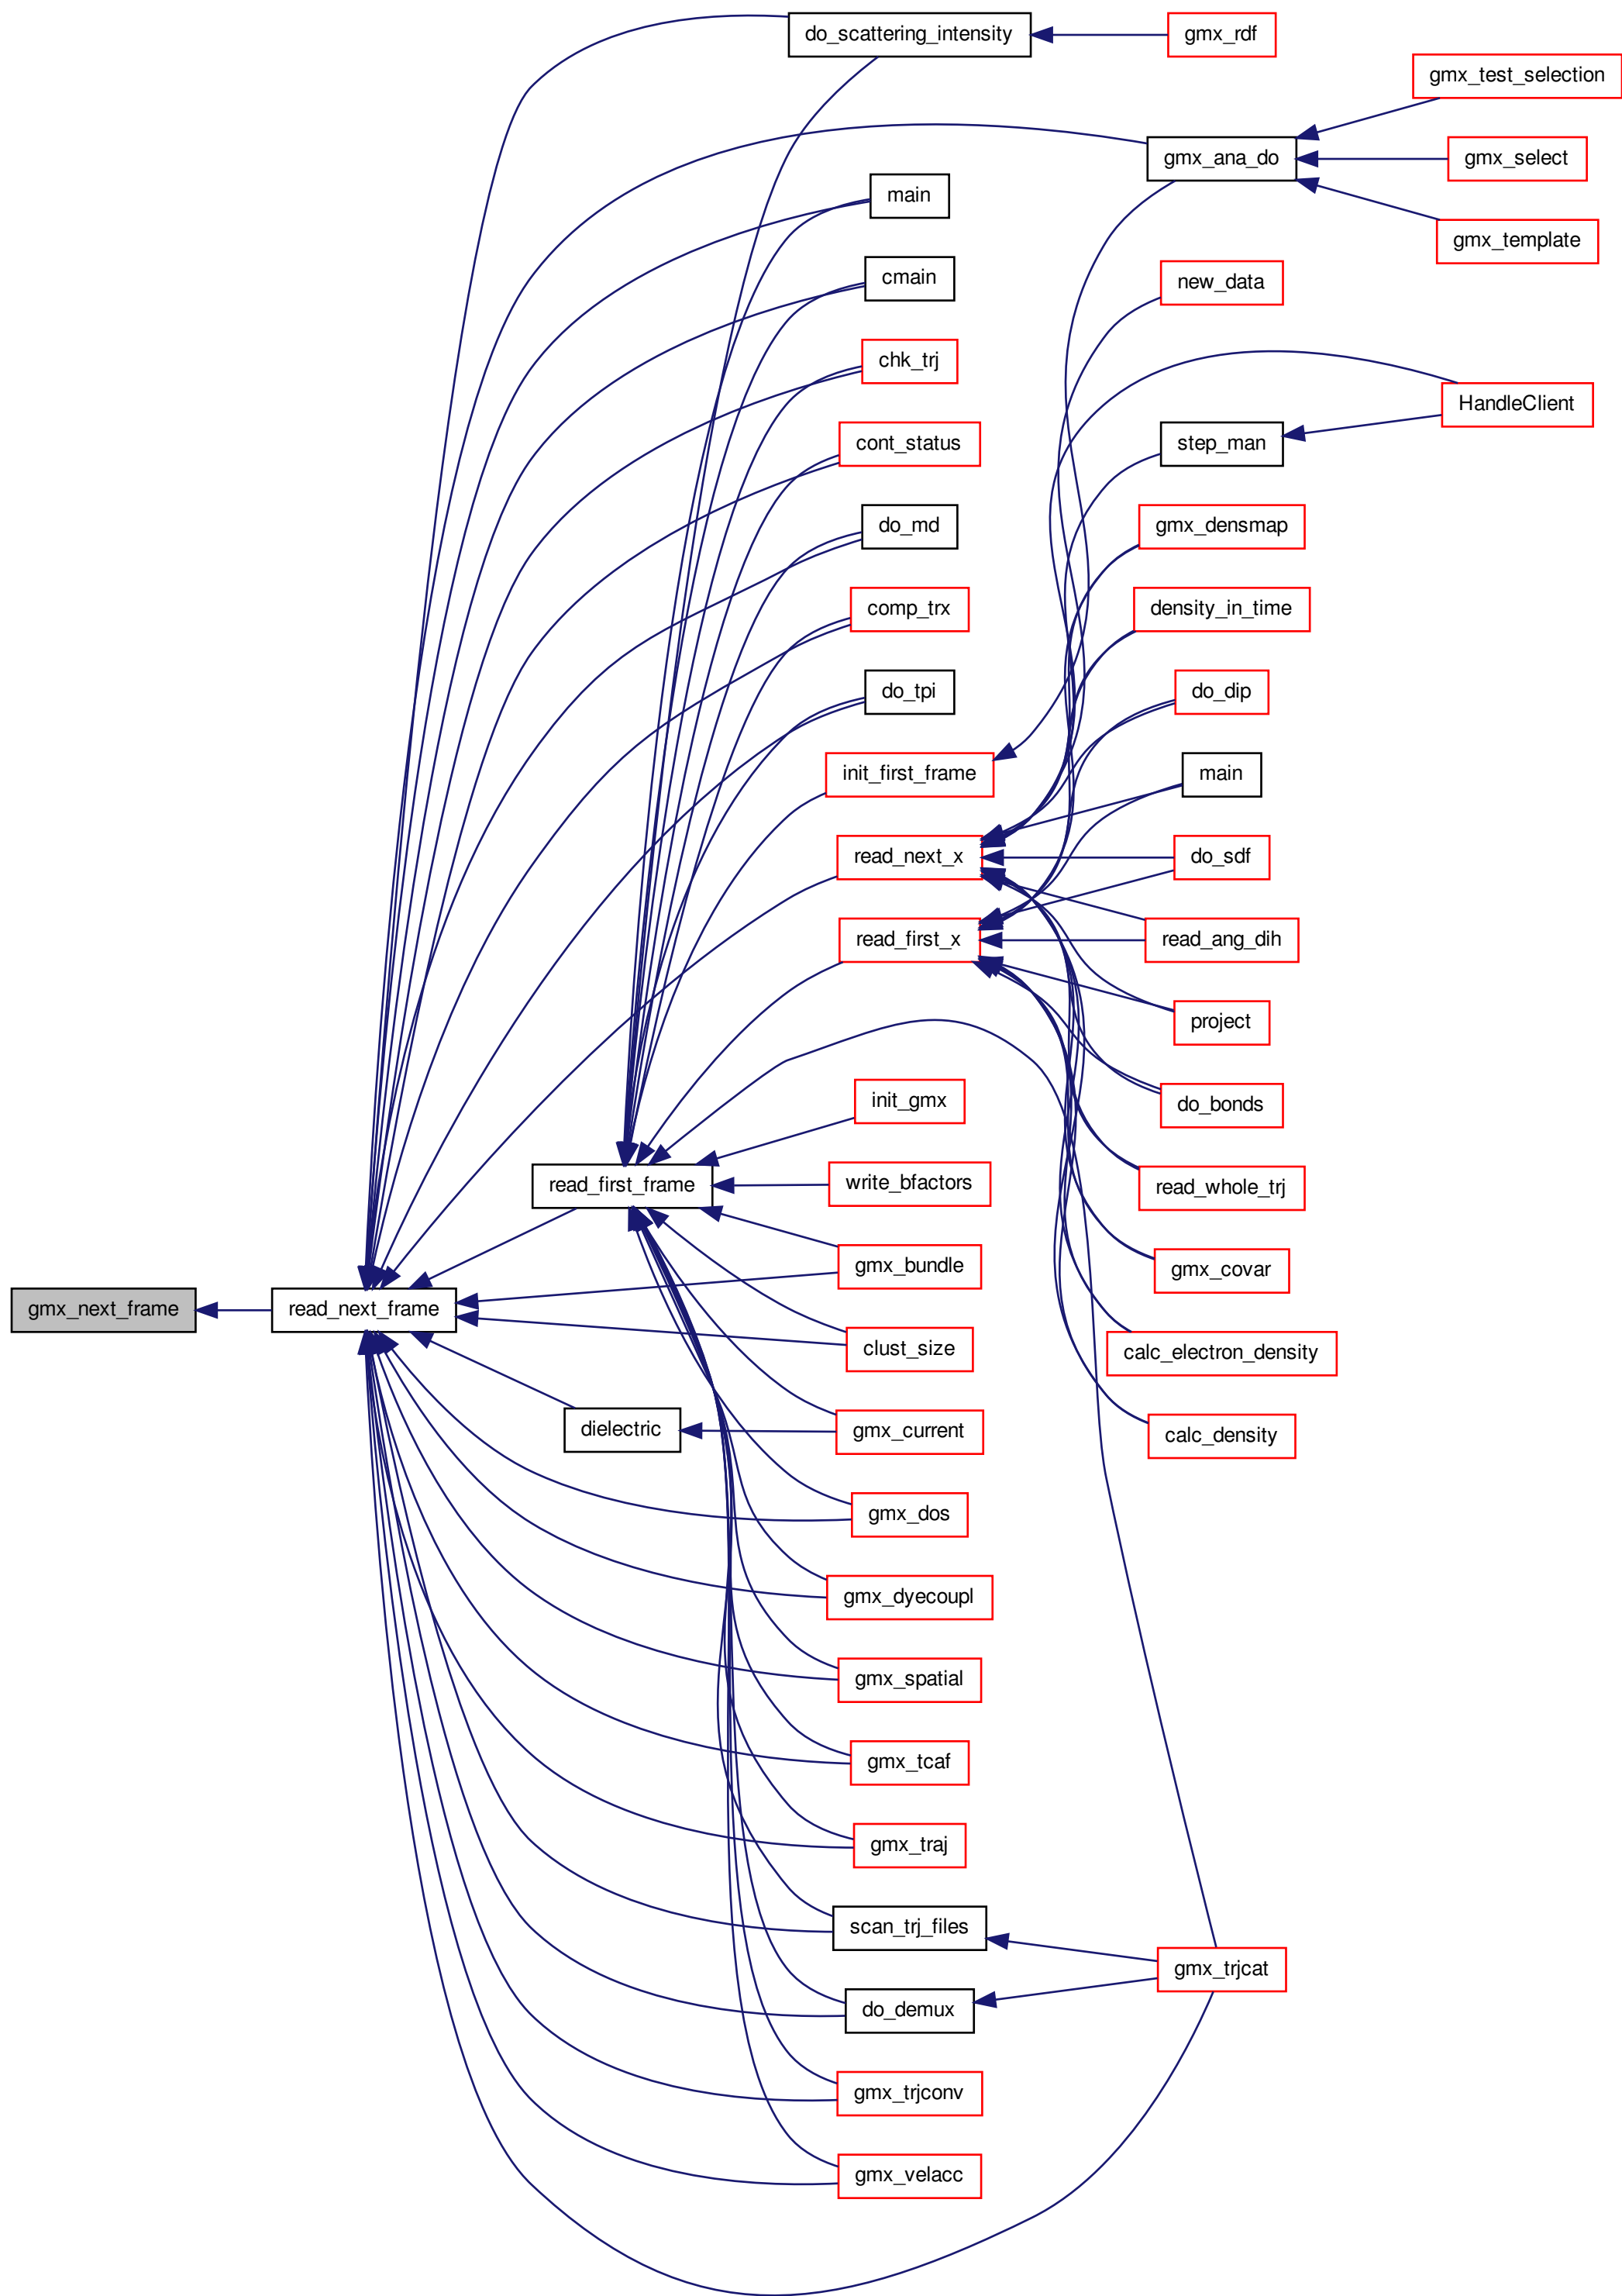 do_scattering_intensity
gmx_rdf
gmx_test_selection
gmx_ana_do
gmx_select
main
gmx_template
cmain
new_data
chk_trj
HandleClient
cont_status
step_man
do_md
gmx_densmap
comp_trx
density_in_time
do_tpi
do_dip
init_first_frame
main
read_next_x
do_sdf
read_first_x
read_ang_dih
project
init_gmx
do_bonds
read_first_frame
write_bfactors
read_whole_trj
gmx_bundle
gmx_covar
gmx_next_frame
read_next_frame
clust_size
calc_electron_density
dielectric
gmx_current
calc_density
gmx_dos
gmx_dyecoupl
gmx_spatial
gmx_tcaf
gmx_traj
scan_trj_files
gmx_trjcat
do_demux
gmx_trjconv
gmx_velacc